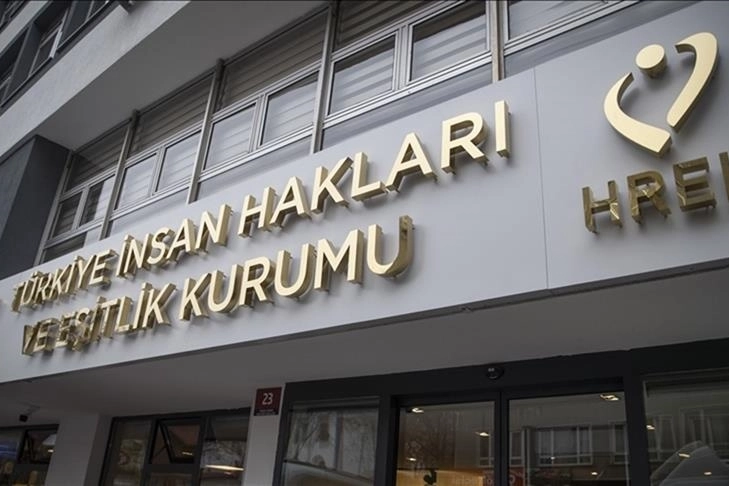 TÜRKİYE İNSAN HAKLARI
VE EŞİTLİK KURUMU
HREI
23